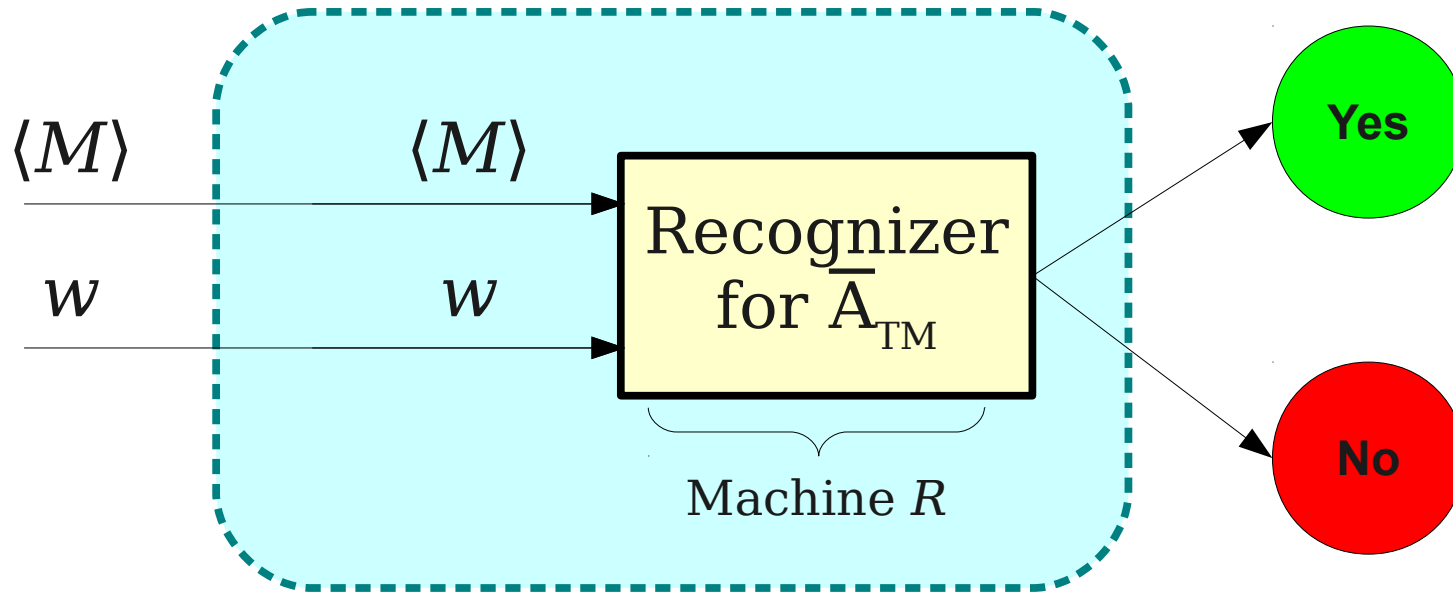 ⟨M⟩
⟨M⟩
w
w
Recognizer
for A̅TM
Machine R
Yes
No